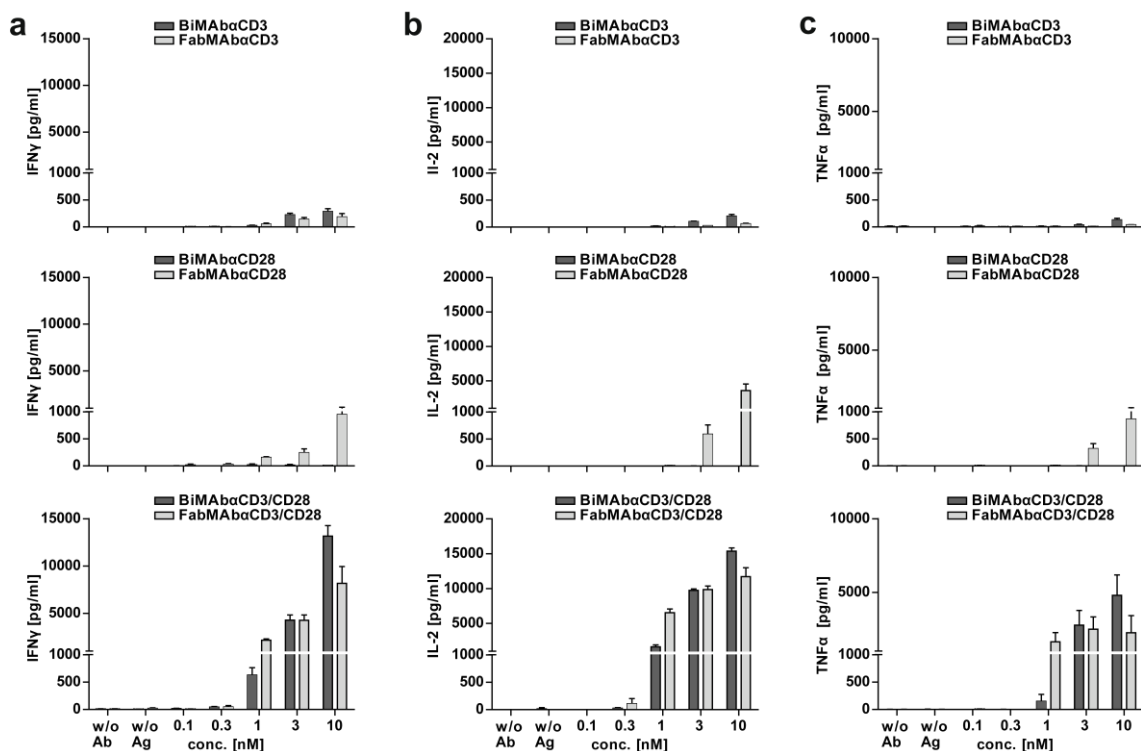 a
BiMAbαCD3
FabMAbαCD3
15000
10000
5000
1000
500
0
IFNγ [pg/ml]
b
BiMAbαCD3
FabMAbαCD3
20000
15000
10000
5000
1000
500
0
Il-2 [pg/ml]
c
BiMAbαCD3
FabMAbαCD3
10000
5000
1000
500
0
TNFα [pg/ml]
BiMAbαCD28
FabMAbαCD28
15000
10000
5000
1000
500
0
IFNγ [pg/ml]
BiMAbαCD28
FabMAbαCD28
20000
15000
10000
5000
1000
500
0
IL-2 [pg/ml]
BiMAbαCD28
FabMAbαCD28
10000
5000
1000
500
0
TNFα [pg/ml]
BiMAbαCD3/CD28
FabMAbαCD3/CD28
15000
10000
5000
1000
500
0
IFNγ [pg/ml]
w/o Ab
w/o Ag
0.1 0.3 1 3 10
conc. [nM]
BiMAbαCD3/CD28
FabMAbαCD3/CD28
20000
15000
10000
5000
1000
500
0
IL-2 [pg/ml]
w/o Ab
w/o Ag
0.1 0.3 1 3 10
conc. [nM]
BiMAbαCD3/CD28
FabMAbαCD3/CD28
10000
5000
1000
500
0
TNFα [pg/ml]
w/o Ab
w/o Ag
0.1 0.3 1 3 10
conc. [nM]